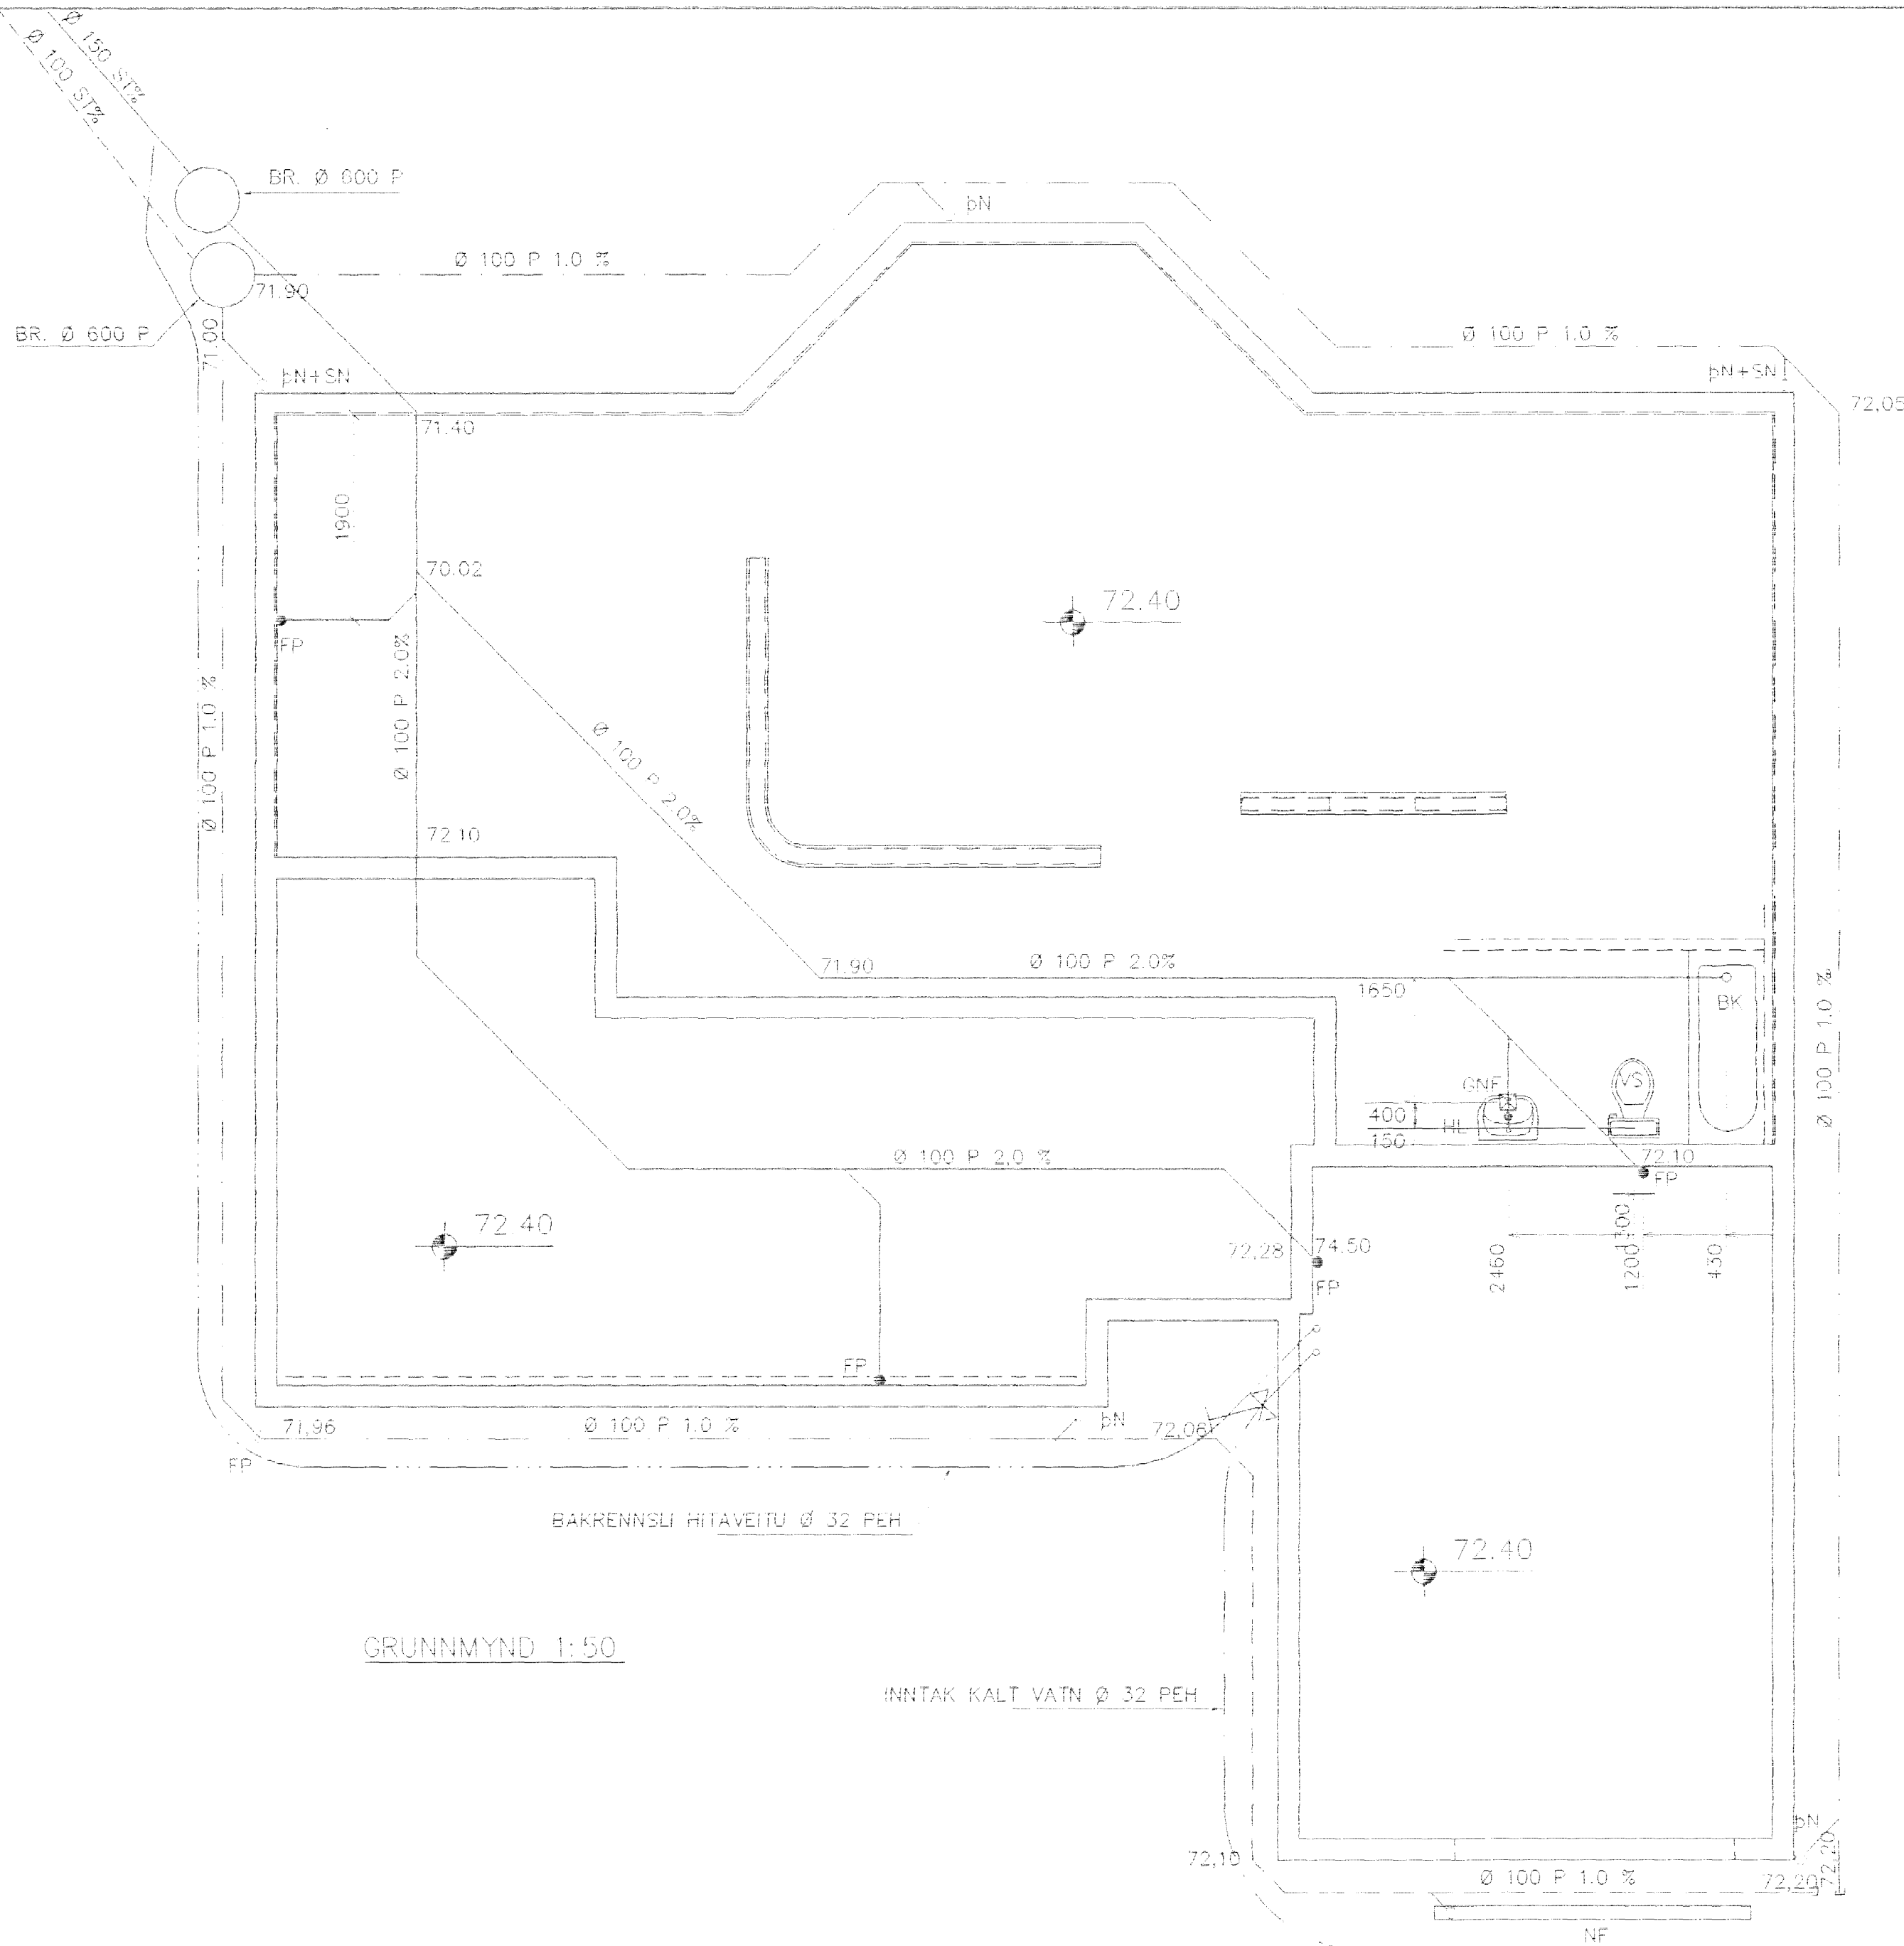 Ø 150 ST%
Ø 100 ST%
BR. Ø 600 P
þN
Ø 100 P 1.0 %
71.90
BR. Ø 600 P
71.00
Ø 100 P 1.0 %
þN+SN
þN+SN
72,05
71.40
1900
70.02
72.40
FP
Ø 100 P 2.0%
Ø 100 P 1.0 %
Ø 100 P 2.0%
72.10
71.90
Ø 100 P 2.0%
1650
BK
Ø 100 P 1.0 %
VS
GNF
400
HL
150
Ø 100 P 2,0 %
72.10
FP
72.40
72,28
74.50
FP
2460
1200
300
430
FP
71,96
Ø 100 P 1.0 %
þN
72,06
FP
BAKRENNSLI HITAVEITU Ø 32 PEH
72.40
GRUNNMYND 1:50
INNTAK KALT VATN Ø 32 PEH
þN
72,10
Ø 100 P 1.0 %
72,20
72,20
NF